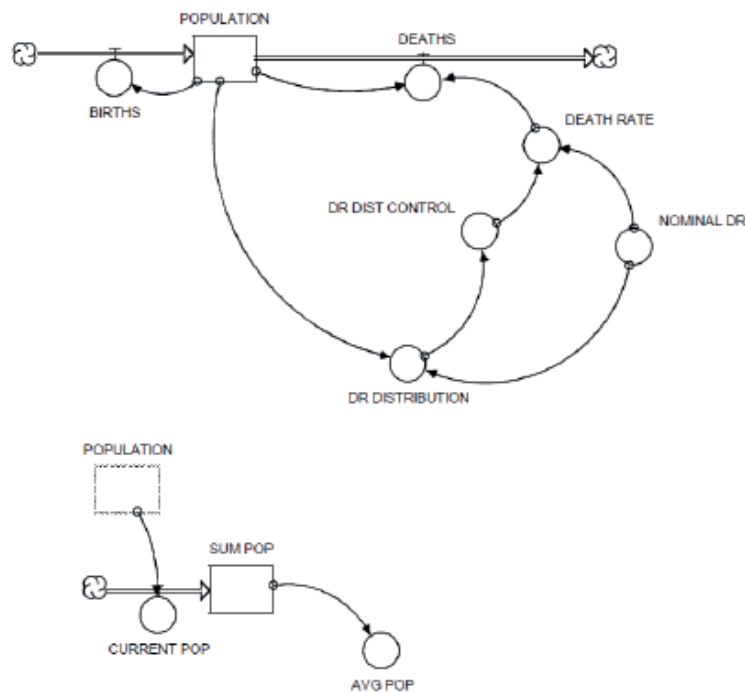 POPULATION
DEATHS
BIRTHS
DEATH RATE
DR DIST CONTROL
NOMINAL DR
DR DISTRIBUTION
POPULATION
SUM POP
CURRENT POP
AVG POP